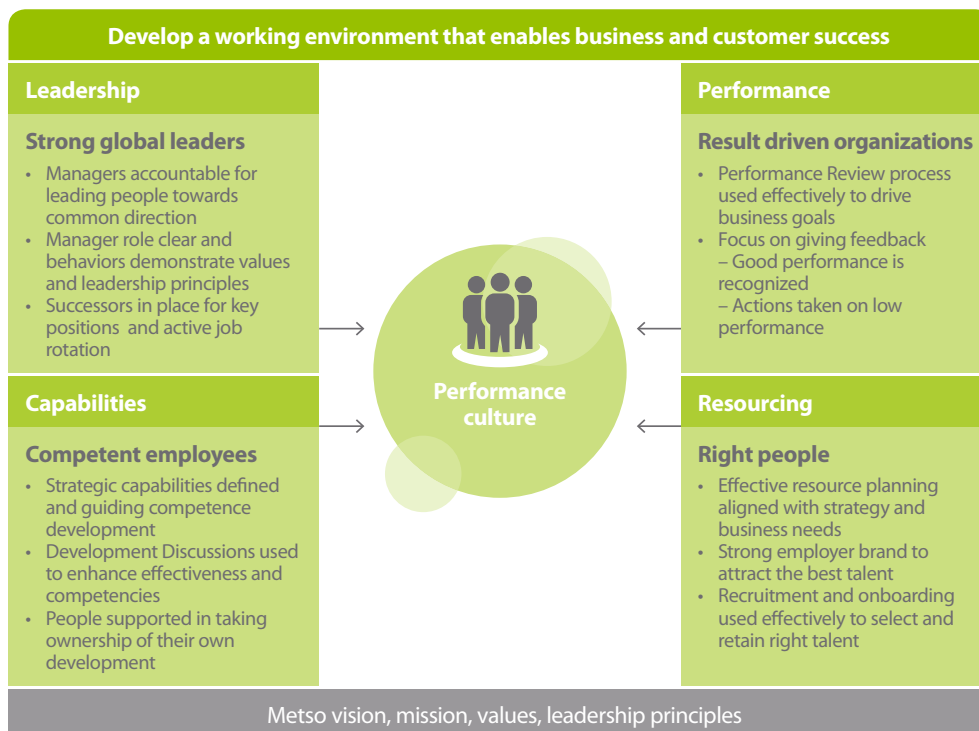 Develop a working environment that enables business and customer success
Leadership
Strong global leaders
• Managers accountable for
leading people towards
common direction
• Manager role clear and
behaviors demonstrate values
and leadership principles
• Successors in place for key
positions and active job
rotation
Capabilities
Competent employees
• Strategic capabilities defined
and guiding competence
development
• Development Discussions used
to enhance effectiveness and
competencies
• People supported in taking
ownership of their own
development
Performance
culture
Performance
Result driven organizations
• Performance Review process
used effectively to drive
business goals
• Focus on giving feedback
– Good performance is
recognized
– Actions taken on low
performance
Resourcing
Right people
• Effective resource planning
aligned with strategy and
business needs
• Strong employer brand to
attract the best talent
• Recruitment and onboarding
used effectively to select and
retain right talent
Metso vision, mission, values, leadership principles